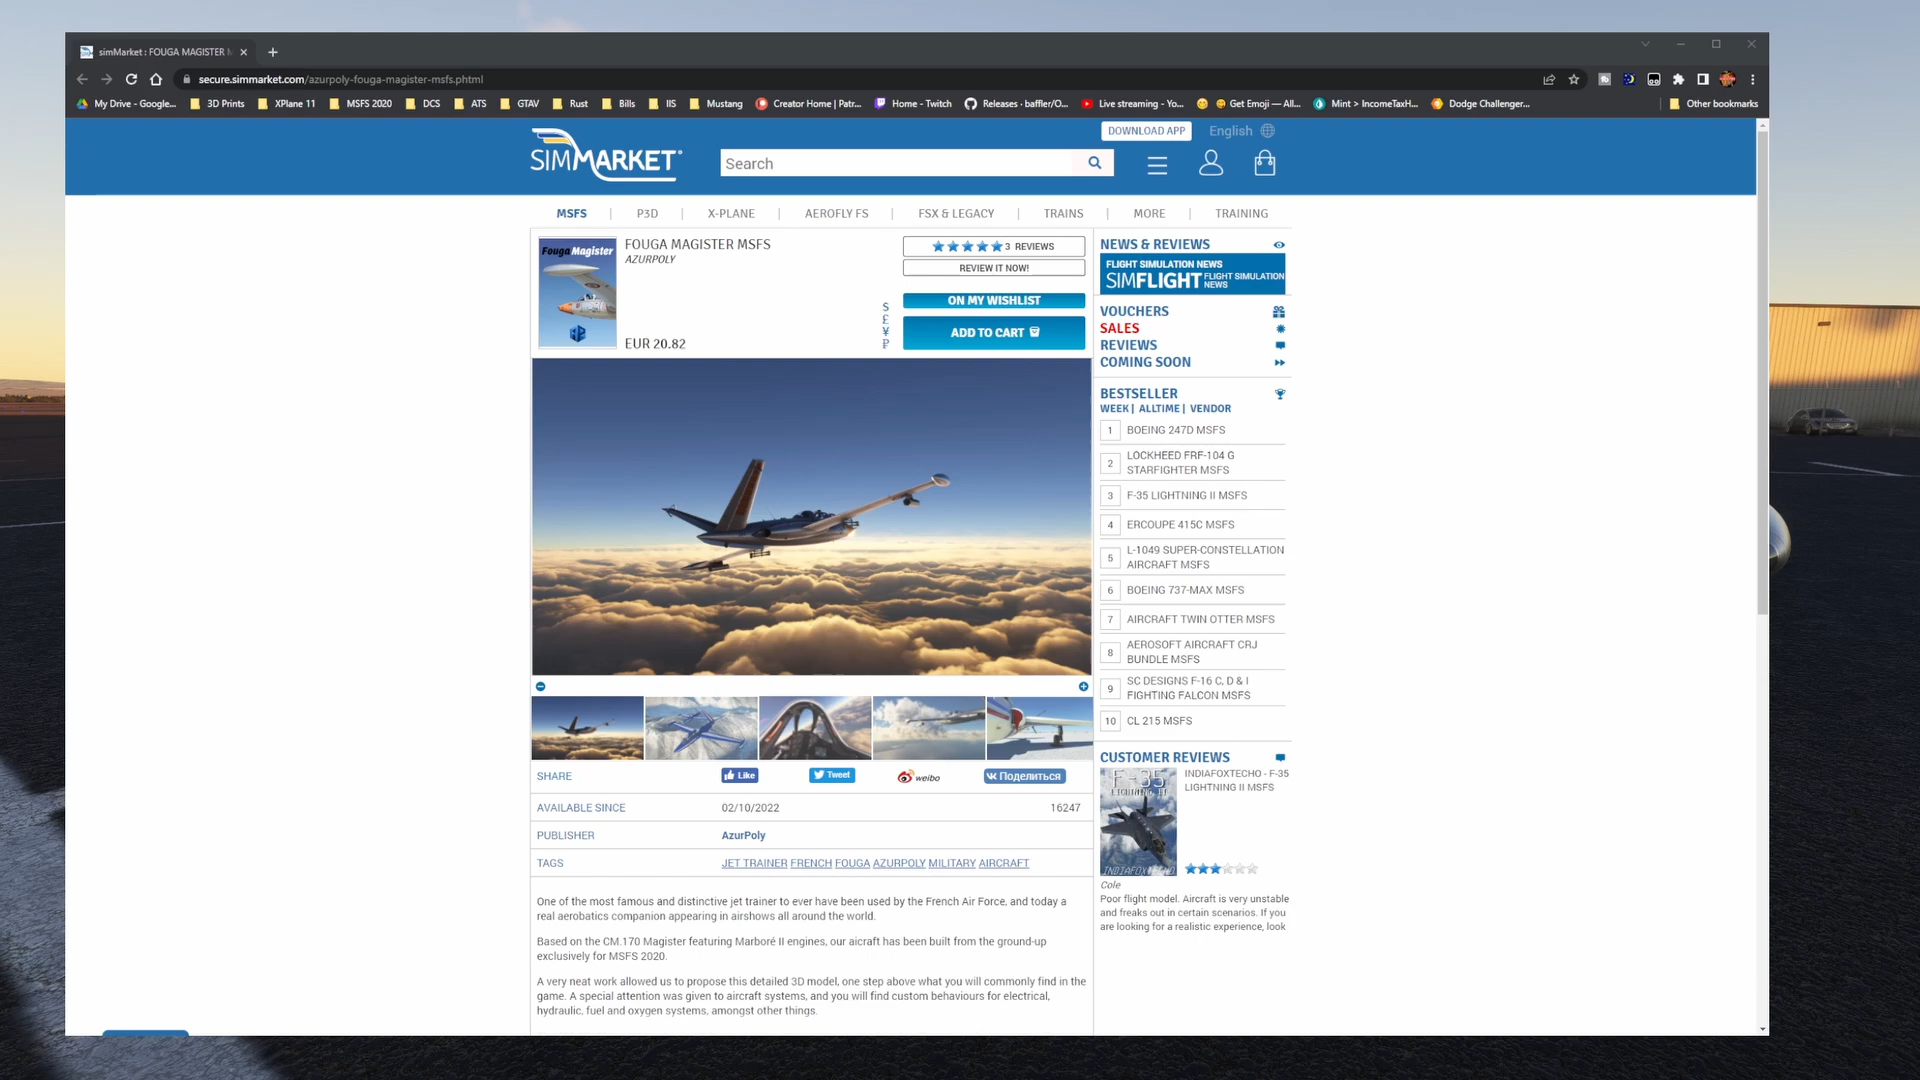 simMarket : FOUGA MAGISTER M
secure.simmarket.com/azurpoly-fouga-magister-msfs.phtml
My Drive - Google... 3D Prints XPlane 11 MSFS 2020 DCS ATS GTAV Rust Bills IIS Mustang Creator Home | Patr... Home - Twitch Releases · baffler/O... Live streaming - Yo... Get Emoji — All... Mint > IncomeTaxH... Dodge Challenger... Other bookmarks
DOWNLOAD APP English
SIMMARKET Search
MSFS | P3D | X-PLANE | AEROFLY FS | FSX & LEGACY | TRAINS | MORE | TRAINING
Fouga Magister
FOUGA MAGISTER MSFS
AZURPOLY
EUR 20.82
$
£
¥
₽
3 REVIEWS
REVIEW IT NOW!
ON MY WISHLIST
ADD TO CART
SHARE Like Tweet weibo Поделиться
AVAILABLE SINCE 02/10/2022 16247
PUBLISHER AzurPoly
TAGS JET TRAINER FRENCH FOUGA AZURPOLY MILITARY AIRCRAFT
One of the most famous and distinctive jet trainer to ever have been used by the French Air Force, and today a
real aerobatics companion appearing in airshows all around the world.
Based on the CM.170 Magister featuring Marboré II engines, our aicraft has been built from the ground-up
exclusively for MSFS 2020.
A very neat work allowed us to propose this detailed 3D model, one step above what you will commonly find in the
game. A special attention was given to aircraft systems, and you will find custom behaviours for electrical,
hydraulic, fuel and oxygen systems, amongst other things.
NEWS & REVIEWS
FLIGHT SIMULATION NEWS
SIMFLIGHT FLIGHT SIMULATION
NEWS
VOUCHERS
SALES
REVIEWS
COMING SOON
BESTSELLER
WEEK | ALLTIME | VENDOR
1 BOEING 247D MSFS
2 LOCKHEED FRF-104 G
STARFIGHTER MSFS
3 F-35 LIGHTNING II MSFS
4 ERCOUPE 415C MSFS
5 L-1049 SUPER-CONSTELLATION
AIRCRAFT MSFS
6 BOEING 737-MAX MSFS
7 AIRCRAFT TWIN OTTER MSFS
8 AEROSOFT AIRCRAFT CRJ
BUNDLE MSFS
9 SC DESIGNS F-16 C, D & I
FIGHTING FALCON MSFS
10 CL 215 MSFS
CUSTOMER REVIEWS
F-35
LIGHTNING II
INDIAFOXTECHO
INDIAFOXTECHO - F-35
LIGHTNING II MSFS
Cole
Poor flight model. Aircraft is very unstable
and freaks out in certain scenarios. If you
are looking for a realistic experience, look